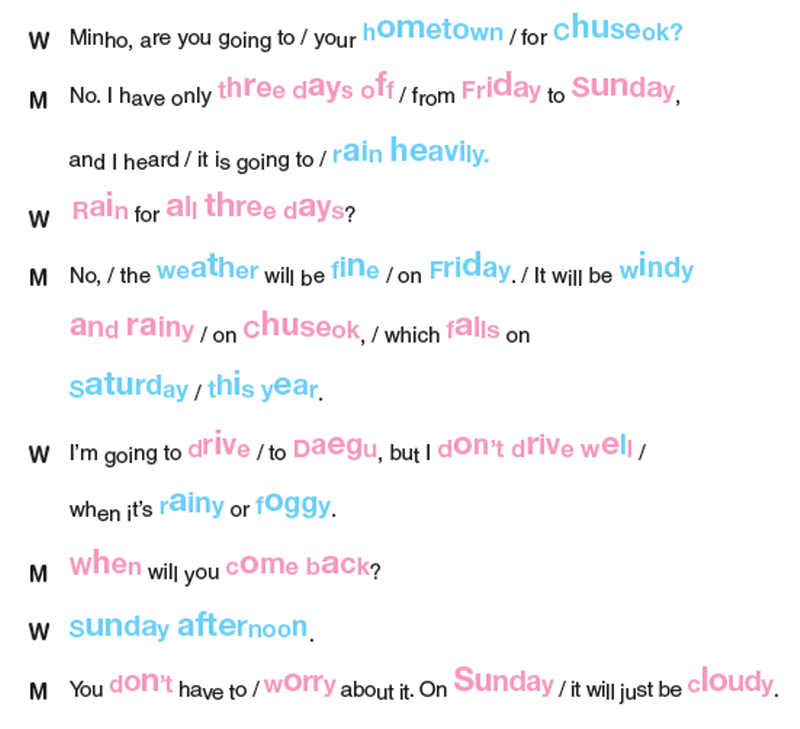 W Minho, are you going to / your hometown / for Chuseok?
M No. I have only three days off / from Friday to Sunday,
and I heard / it is going to / rain heavily.
W Rain for all three days?
M No, / the weather will be fine / on Friday. / It will be windy
and rainy / on Chuseok, / which falls on
Saturday / this year.
W I'm going to drive / to Daegu, but I don't drive well /
when it's rainy or foggy.
M When will you come back?
W Sunday afternoon.
M You don't have to / worry about it. On Sunday / it will just be cloudy.